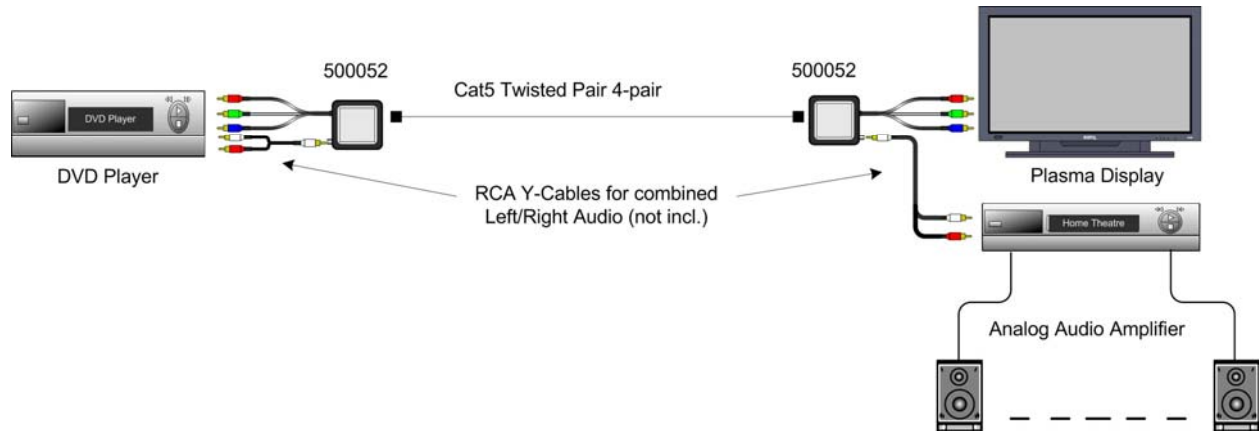 500052
500052
Cat5 Twisted Pair 4-pair
DVD Player
DVD Player
Plasma Display
RCA Y-Cables for combined
Left/Right Audio (not incl.)
Home Theatre
Analog Audio Amplifier